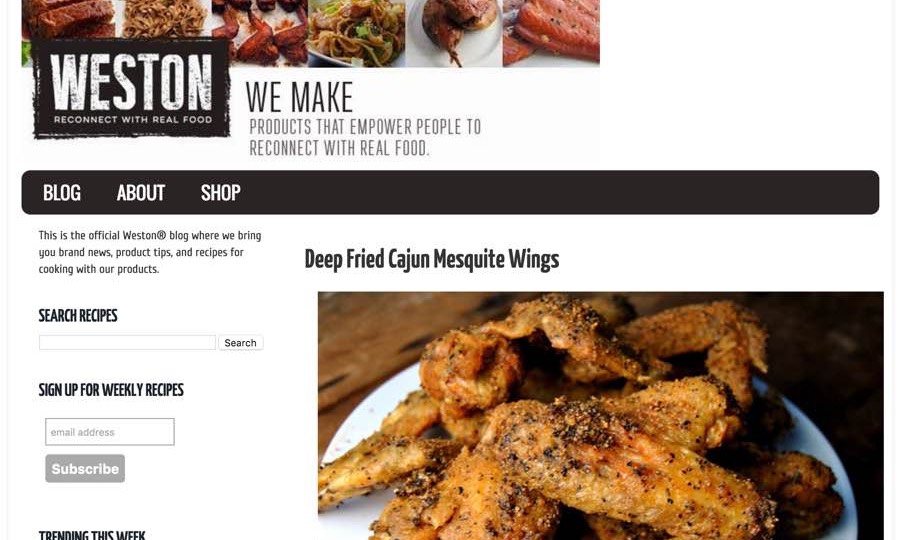 WESTON
RECONNECT WITH REAL FOOD
WE MAKE
PRODUCTS THAT EMPOWER PEOPLE TO
RECONNECT WITH REAL FOOD.
BLOG ABOUT SHOP
This is the official Weston® blog where we bring
you brand news, product tips, and recipes for
cooking with our products.
SEARCH RECIPES
Search
SIGN UP FOR WEEKLY RECIPES
email address
Subscribe
TRENDING THIS WEEK
Deep Fried Cajun Mesquite Wings